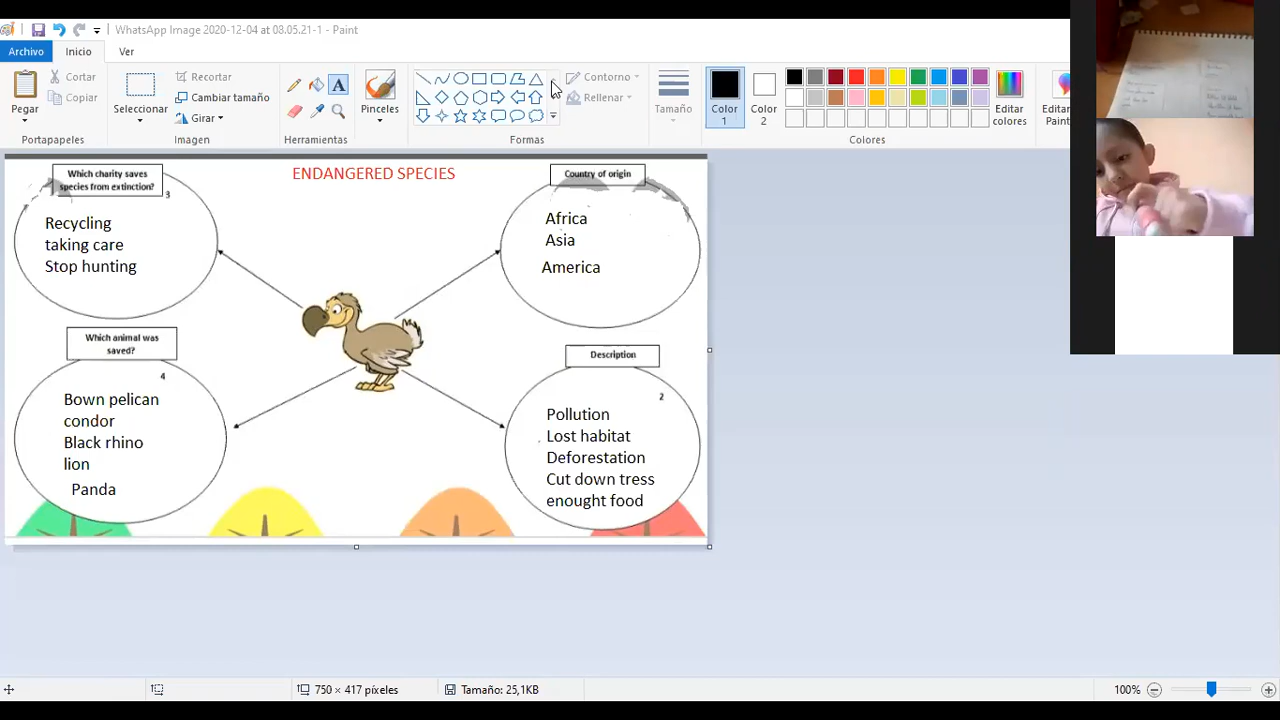 WhatsApp Image 2020-12-04 at 08.05.21-1 - Paint
Archivo Inicio Ver
Pegar
Cortar
Copiar
Portapapeles
Seleccionar
Recortar
Cambiar tamaño
Girar
Imagen
A
Herramientas
Pinceles
Formas
Contorno
Rellenar
Tamaño
Color
1
Color
2
Editar
colores
Colores
Editar
ENDANGERED SPECIES
Which charity saves
species from extinction?
3
Recycling
taking care
Stop hunting
Country of origin
Africa
Asia
America
Which animal was
saved?
4
Bown pelican
condor
Black rhino
lion
Panda
Description
2
Pollution
Lost habitat
Deforestation
Cut down tress
enought food
750 × 417 píxeles
Tamaño: 25,1KB
100%